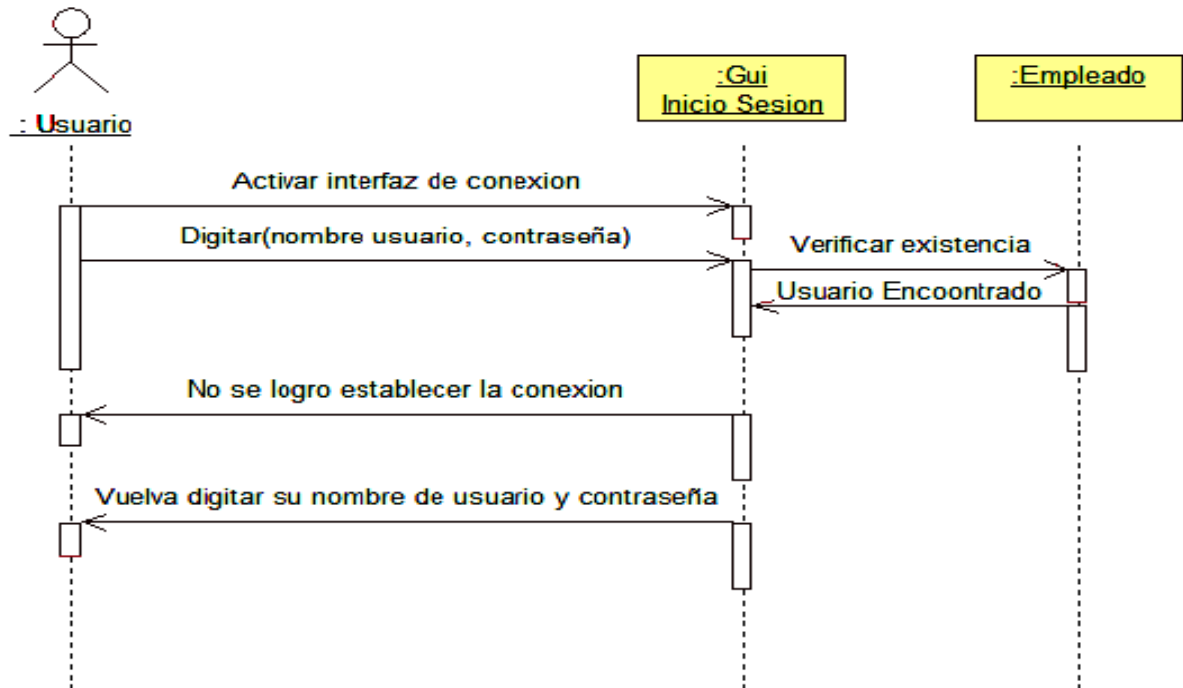 : Usuario
:Gui
Inicio Sesion
:Empleado
Activar interfaz de conexion
Digitar(nombre usuario, contraseña)
Verificar existencia
Usuario Encoontrado
No se logro establecer la conexion
Vuelva digitar su nombre de usuario y contraseña